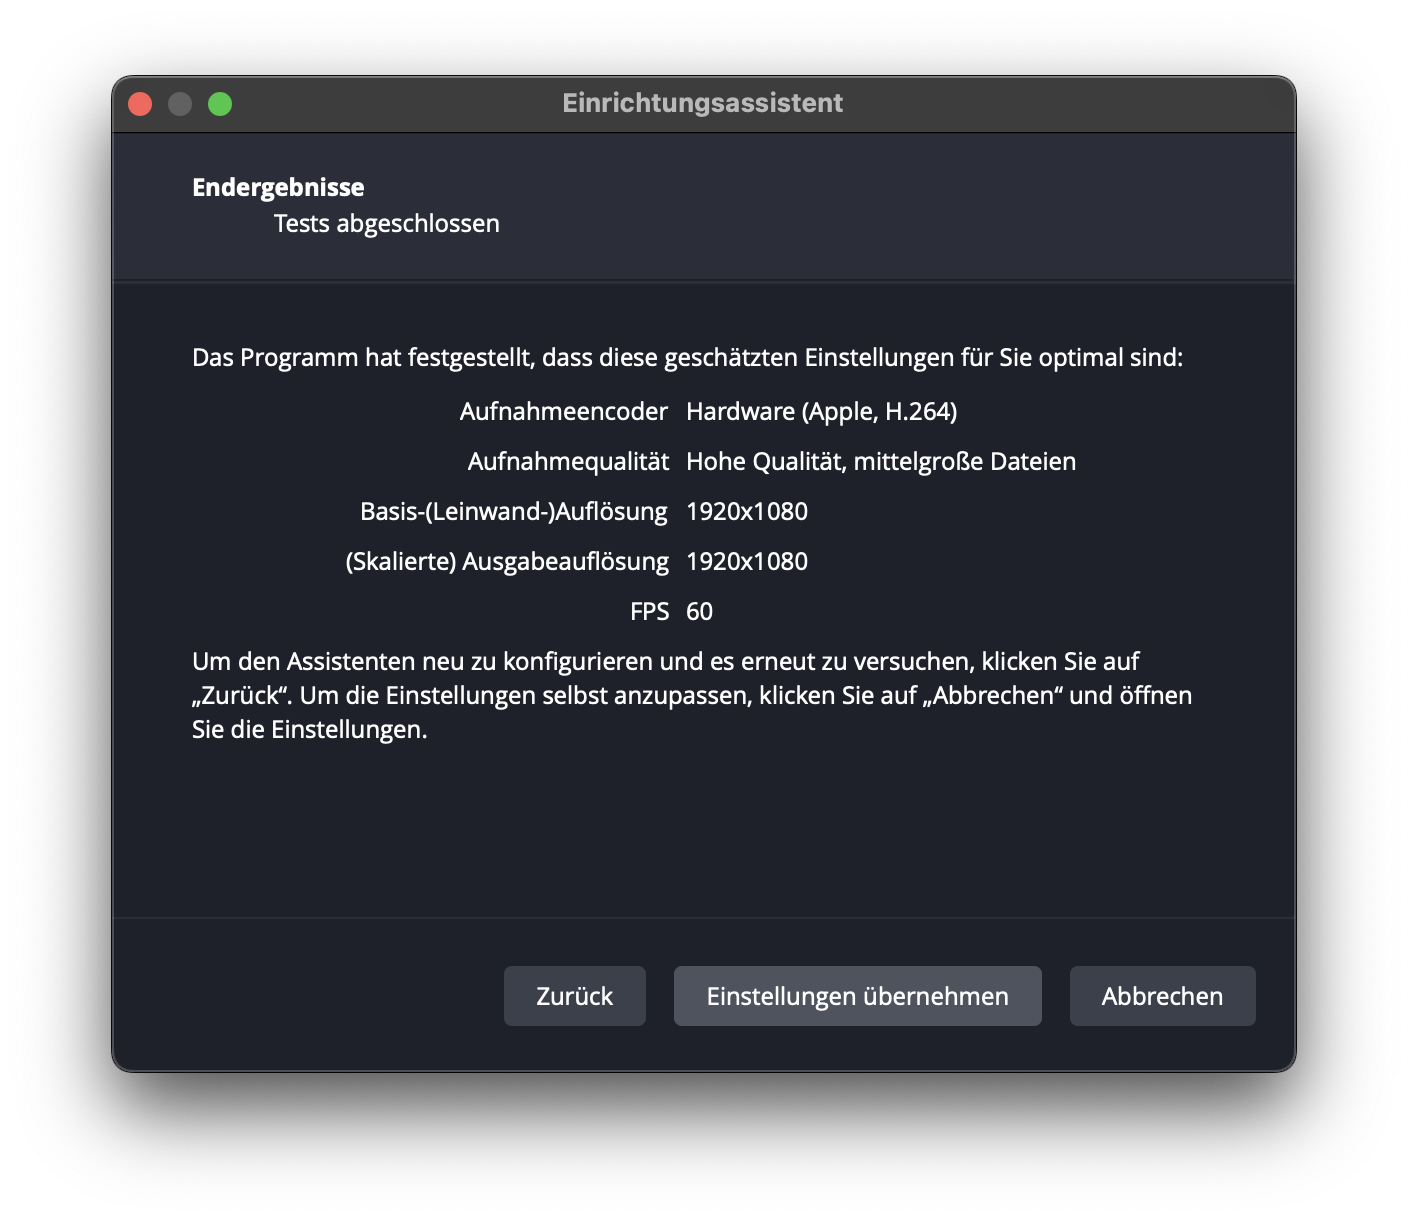 Einrichtungsassistent
Endergebnisse
Tests abgeschlossen
Das Programm hat festgestellt, dass diese geschätzten Einstellungen für Sie optimal sind:
Aufnahmeencoder Hardware (Apple, H.264)
Aufnahmequalität Hohe Qualität, mittelgroße Dateien
Basis-(Leinwand-)Auflösung 1920x1080
(Skalierte) Ausgabeauflösung 1920x1080
FPS 60
Um den Assistenten neu zu konfigurieren und es erneut zu versuchen, klicken Sie auf
„Zurück“. Um die Einstellungen selbst anzupassen, klicken Sie auf „Abbrechen“ und öffnen
Sie die Einstellungen.
Zurück Einstellungen übernehmen Abbrechen